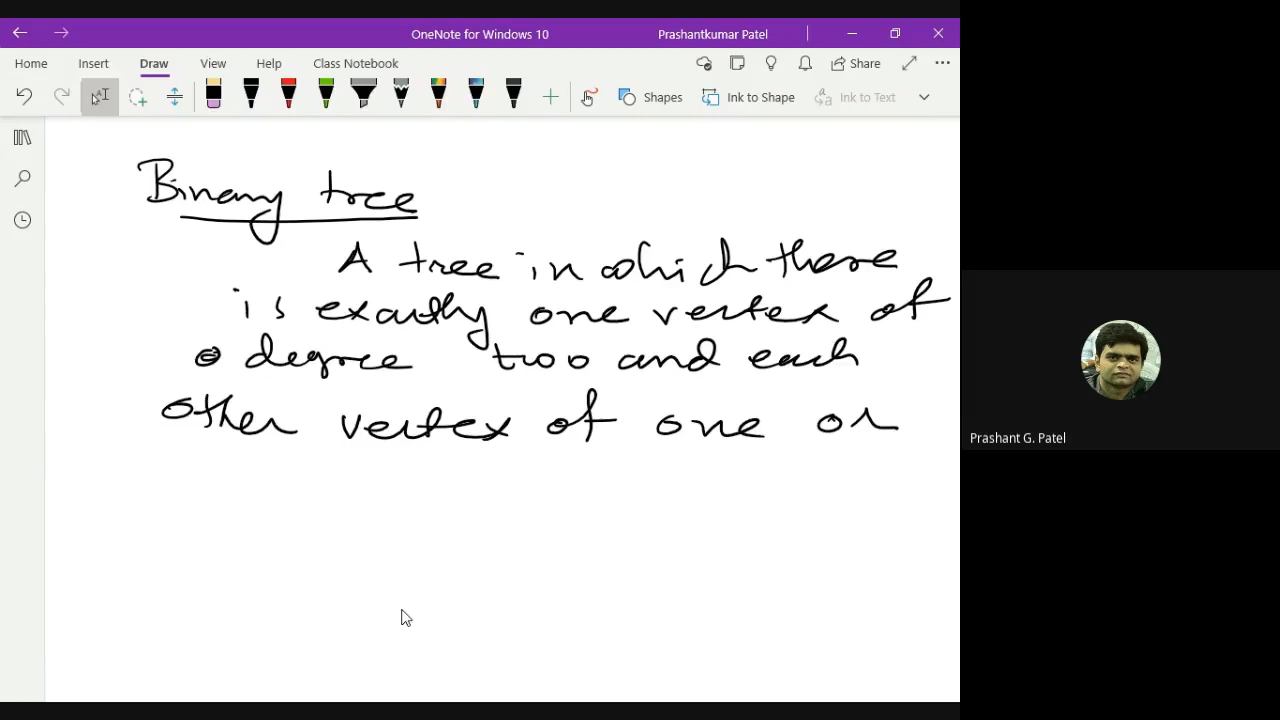 OneNote for Windows 10
Prashantkumar Patel
Home Insert Draw View Help Class Notebook
Share
Shapes Ink to Shape Ink to Text
Binary tree
A tree in which there
is exactly one vertex of
degree two and each
other vertex of one or
Prashant G. Patel